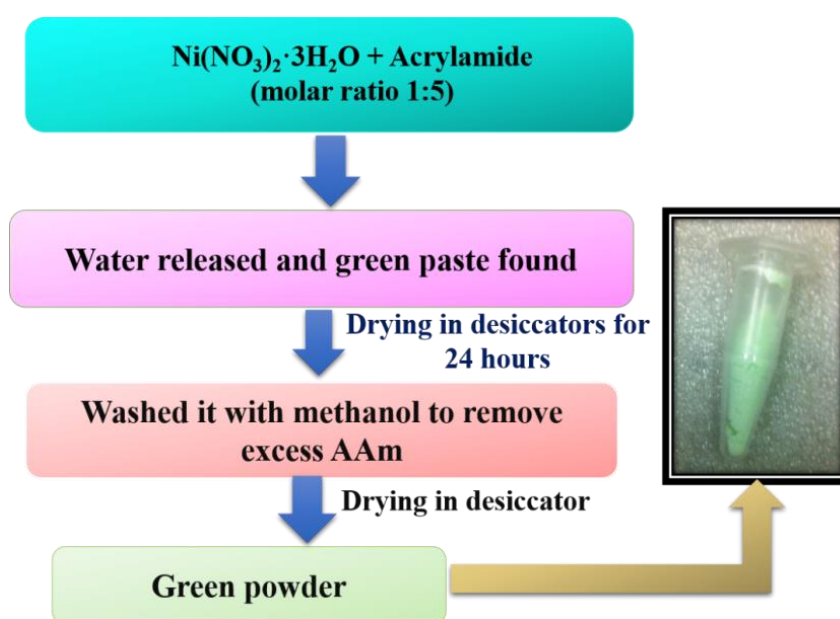 Ni(NO₃)₂·3H₂O + Acrylamide
(molar ratio 1:5)
Water released and green paste found
Drying in desiccators for
24 hours
Washed it with methanol to remove
excess AAm
Drying in desiccator
Green powder